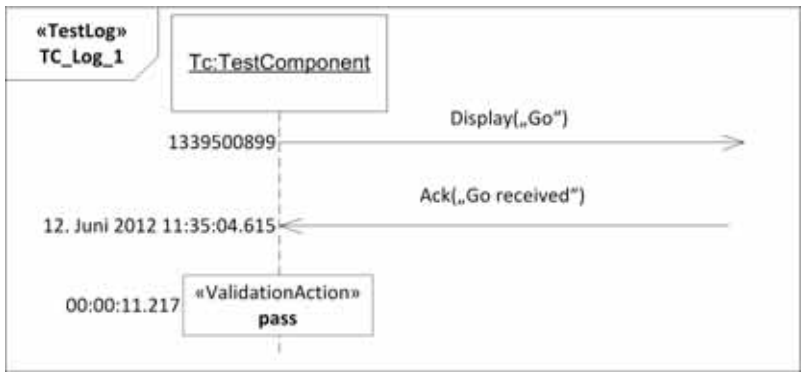 «TestLog»
TC_Log_1
Tc:TestComponent
Display(„Go“)
1339500899
Ack(„Go received“)
12. Juni 2012 11:35:04.615
«ValidationAction»
00:00:11.217
pass